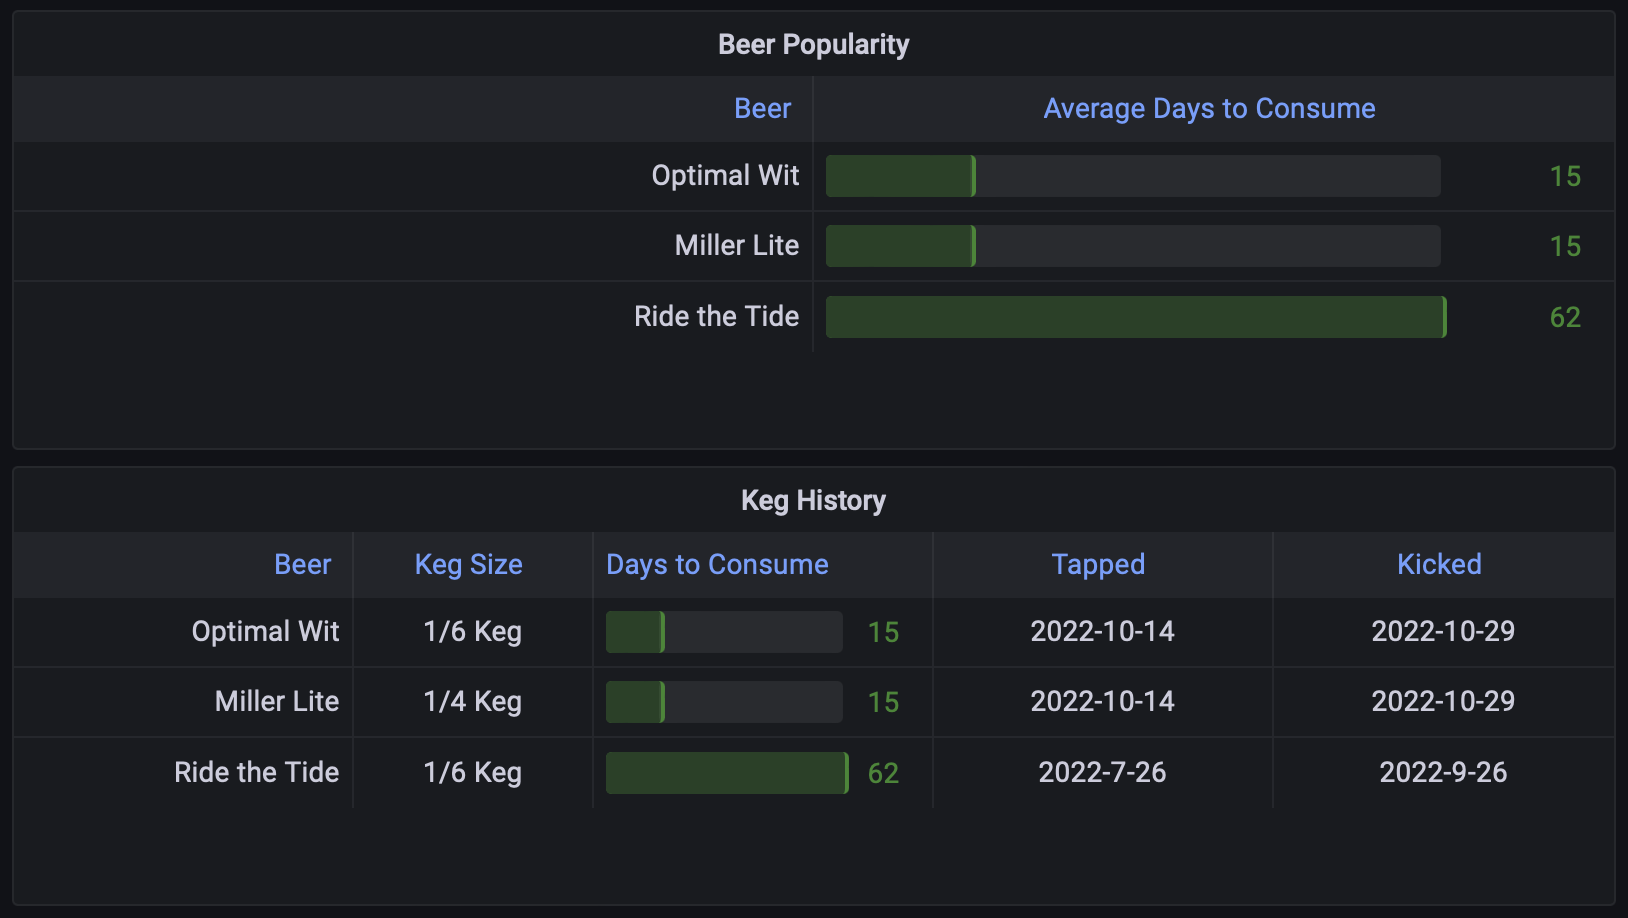 Beer Popularity
Beer Average Days to Consume
Optimal Wit 15
Miller Lite 15
Ride the Tide 62
Keg History
Beer Keg Size Days to Consume Tapped Kicked
Optimal Wit 1/6 Keg 15 2022-10-14 2022-10-29
Miller Lite 1/4 Keg 15 2022-10-14 2022-10-29
Ride the Tide 1/6 Keg 62 2022-7-26 2022-9-26